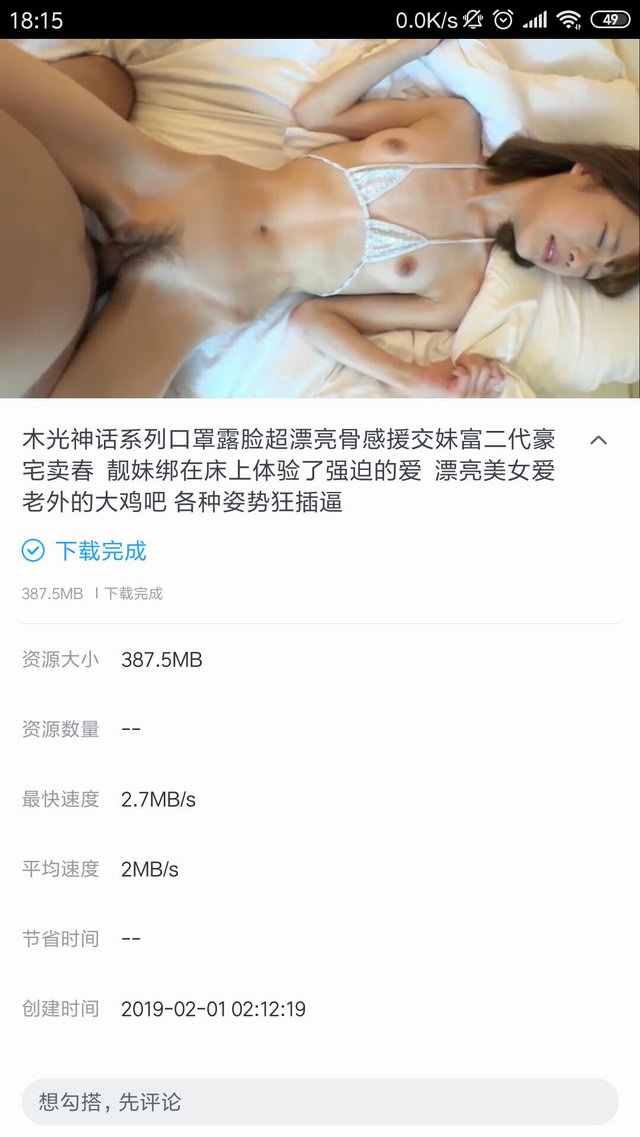 18:15 0.0K/s 49
木光神话系列口罩露脸超漂亮骨感援交妹富二代豪
宅卖春 靓妹绑在床上体验了强迫的爱 漂亮美女爱
老外的大鸡吧 各种姿势狂插逼
下载完成
387.5MB | 下载完成
资源大小 387.5MB
资源数量 --
最快速度 2.7MB/s
平均速度 2MB/s
节省时间 --
创建时间 2019-02-01 02:12:19
想勾搭，先评论